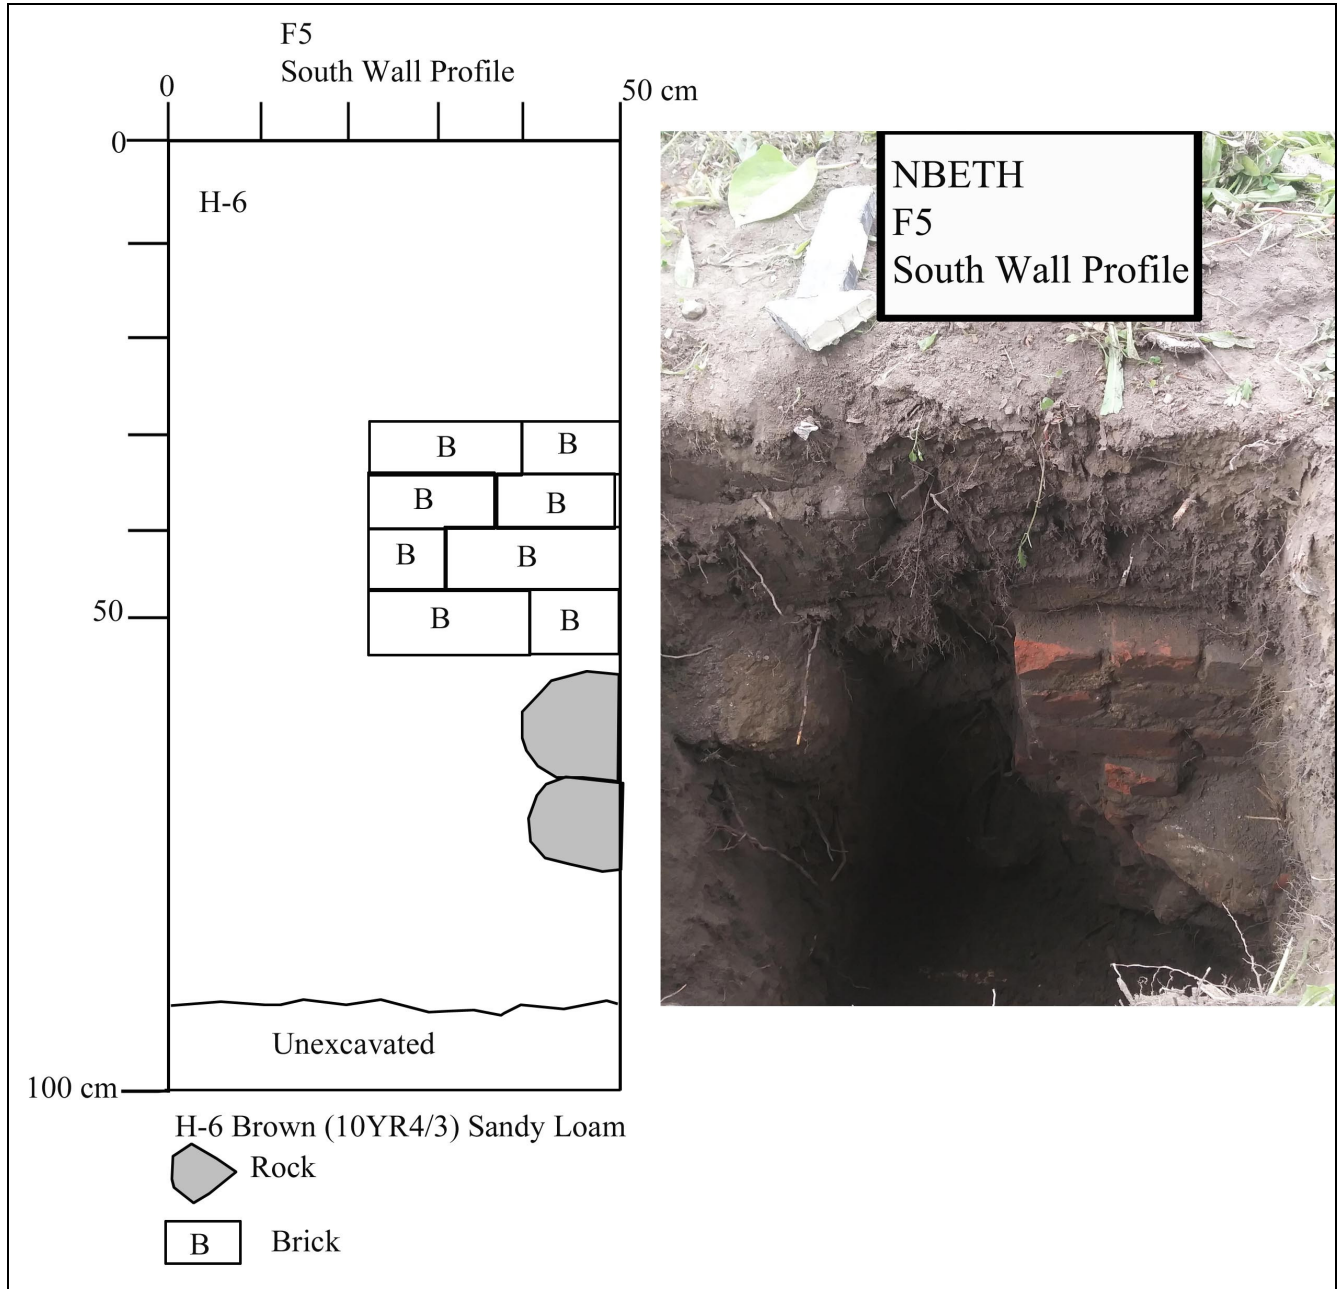 F5
South Wall Profile
0
50 cm
0
H-6
B B
B B
B B
50
B B
Unexcavated
100 cm
H-6 Brown (10YR4/3) Sandy Loam
Rock
B Brick
NBETH
F5
South Wall Profile